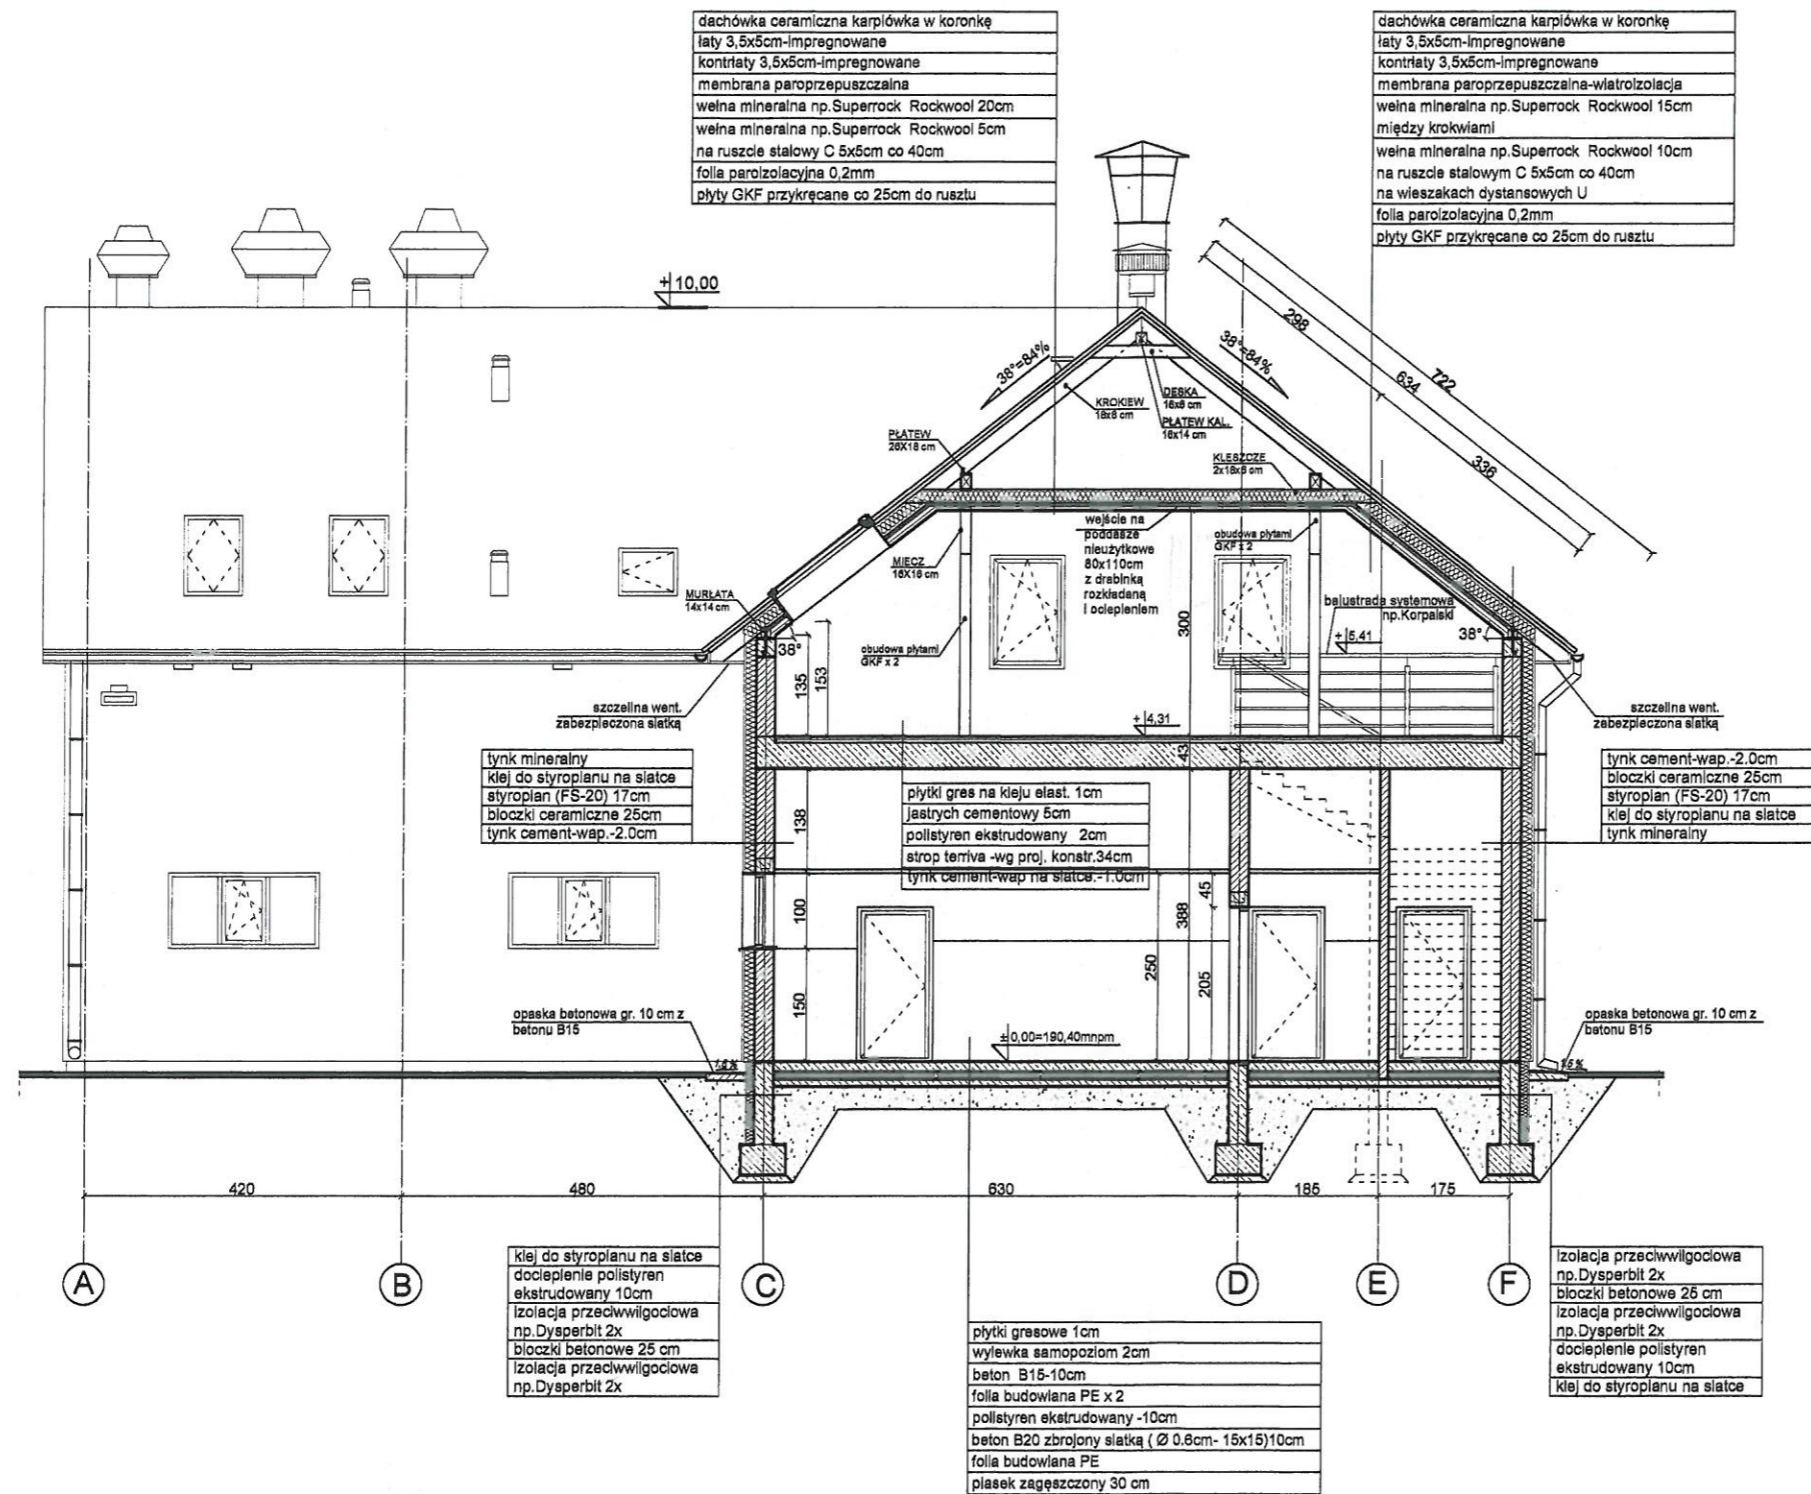 dachówka ceramiczna karpiówka w koronkę
łaty 3,5x5cm-impregnowane
kontrłaty 3,5x5cm-impregnowane
membrana paroprzepuszczalna
wełna mineralna np.Superrock Rockwool 20cm
wełna mineralna np.Superrock Rockwool 5cm
na ruszcie stalowy C 5x5cm co 40cm
folia paroizolacyjna 0,2mm
płyty GKF przykręcane co 25cm do rusztu
dachówka ceramiczna karpiówka w koronkę
łaty 3,5x5cm-impregnowane
kontrłaty 3,5x5cm-impregnowane
membrana paroprzepuszczalna-wiatroizolacja
wełna mineralna np.Superrock Rockwool 15cm
między krokwiami
wełna mineralna np.Superrock Rockwool 10cm
na ruszcie stalowym C 5x5cm co 40cm
na wieszakach dystansowych U
folia paroizolacyjna 0,2mm
płyty GKF przykręcane co 25cm do rusztu
+ 10,00
298
634
722
336
38°=84%
38°=84%
KROKIEW
18x8 cm
DESKA
16x8 cm
PŁATEW KAL.
16x14 cm
PŁATEW
26X18 cm
KLESZCZE
2x18x8 cm
wejście na
poddasze
nieużytkowe
80x110cm
z drabinką
rozkładaną
i ociepleniem
obudowa płytami
GKF x 2
MIECZ
16X16 cm
MURŁATA
14x14 cm
38°
obudowa płytami
GKF x 2
300
balustrada systemowa
np.Korpalski
+ 5,41
38°
135
153
szczelina went.
zabezpieczona siatką
szczelina went.
zabezpieczona siatką
+ 4,31
43
tynk mineralny
klej do styropianu na siatce
styropian (FS-20) 17cm
bloczki ceramiczne 25cm
tynk cement-wap.-2.0cm
tynk cement-wap.-2.0cm
bloczki ceramiczne 25cm
styropian (FS-20) 17cm
klej do styropianu na siatce
tynk mineralny
138
płytki gres na kleju elast. 1cm
jastrych cementowy 5cm
polistyren ekstrudowany 2cm
strop terriva -wg proj. konstr.34cm
tynk cement-wap na siatce.-1.0cm
100
388
45
250
205
150
opaska betonowa gr. 10 cm z
betonu B15
1.5 %
± 0,00=190,40mnpm
opaska betonowa gr. 10 cm z
betonu B15
1.5 %
420
480
630
185
175
A
B
C
D
E
F
klej do styropianu na siatce
docieplenie polistyren
ekstrudowany 10cm
izolacja przeciwwilgociowa
np.Dysperbit 2x
bloczki betonowe 25 cm
izolacja przeciwwilgociowa
np.Dysperbit 2x
izolacja przeciwwilgociowa
np.Dysperbit 2x
bloczki betonowe 25 cm
izolacja przeciwwilgociowa
np.Dysperbit 2x
docieplenie polistyren
ekstrudowany 10cm
klej do styropianu na siatce
płytki gresowe 1cm
wylewka samopoziom 2cm
beton B15-10cm
folia budowlana PE x 2
polistyren ekstrudowany -10cm
beton B20 zbrojony siatką ( Ø 0.6cm- 15x15)10cm
folia budowlana PE
piasek zagęszczony 30 cm